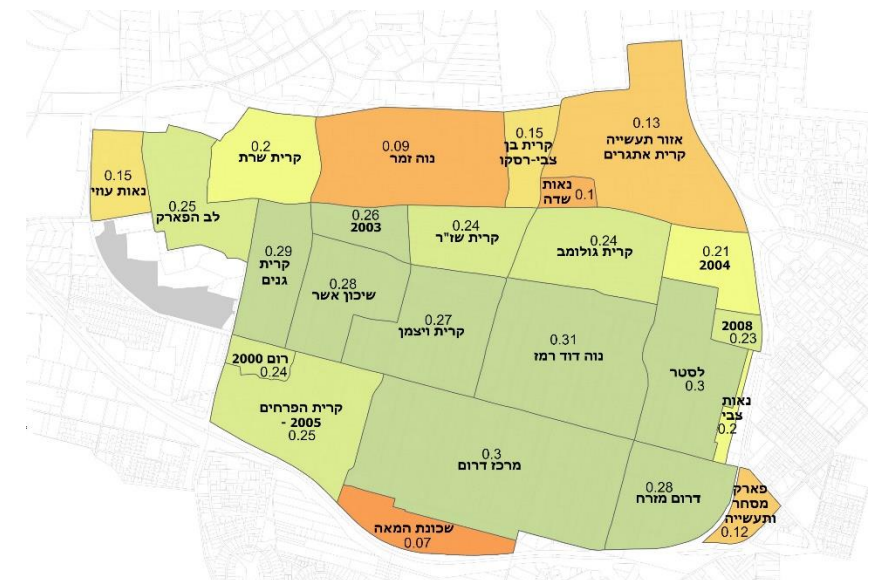 0.13
אזור תעשייה
קרית אתגרים
0.15
קרית בן
צבי-רסקו
0.09
נוה זמר
0.2
קרית שרת
0.15
נאות עוזי
0.25
לב הפארק
נאות
שדה
0.1
0.26
2003
0.24
קרית שז"ר
0.24
קרית גולומב
0.21
2004
0.29
קרית
גנים
0.28
שיכון אשר
0.27
קרית ויצמן
0.31
נוה דוד רמז
2008
0.23
לסטר
0.3
נאות
צבי
0.2
רום 2000
0.24
קרית הפרחים
- 2005
0.25
0.3
מרכז דרום
0.28
דרום מזרח
פארק
מסחר
ותעשייה
0.12
שכונת המאה
0.07